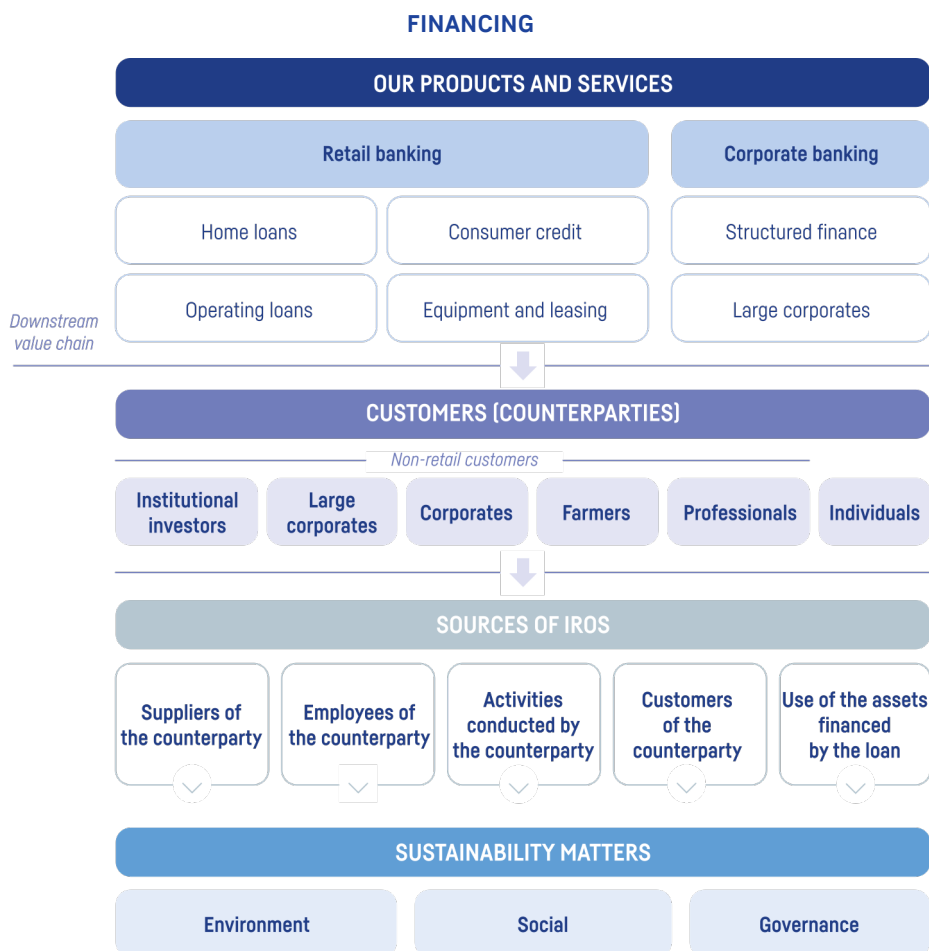 FINANCING
OUR PRODUCTS AND SERVICES
Retail banking
Corporate banking
Home loans
Consumer credit
Structured finance
Operating loans
Equipment and leasing
Large corporates
Downstream
value chain
CUSTOMERS (COUNTERPARTIES)
Non-retail customers
Institutional
investors
Large
corporates
Corporates
Farmers
Professionals
Individuals
SOURCES OF IROS
Suppliers of
the counterparty
Employees of
the counterparty
Activities
conducted by
the counterparty
Customers
of the
counterparty
Use of the assets
financed
by the loan
SUSTAINABILITY MATTERS
Environment
Social
Governance